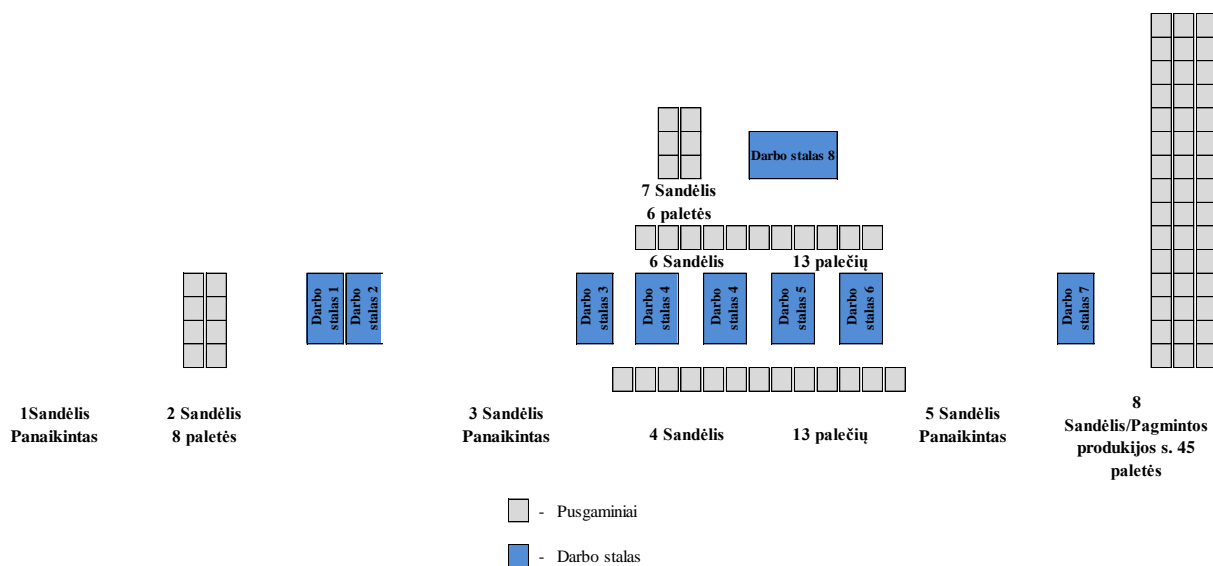 Darbo stalas 8
7 Sandėlis
6 paletės
6 Sandėlis
13 palečių
Darbo
stalas 1
Darbo
stalas 2
Darbo
stalas 3
Darbo
stalas 4
Darbo
stalas 4
Darbo
stalas 5
Darbo
stalas 6
Darbo
stalas 7
1Sandėlis
Panaikintas
2 Sandėlis
8 paletės
3 Sandėlis
Panaikintas
4 Sandėlis
13 palečių
5 Sandėlis
Panaikintas
8
Sandėlis/Pagmintos
produkijos s. 45
paletės
- Pusgaminiai
- Darbo stalas